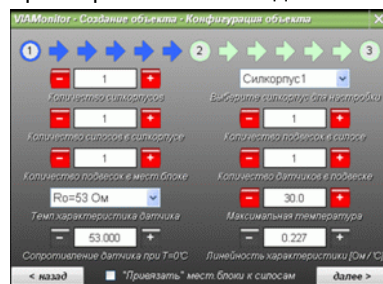 VIAMonitor - Создание объекта - Конфигурация объекта X
1 2 3
- 1 + Силкорпус1
Количество силкорпусов Выберите силкорпус для настройки
- 1 + - 1 +
Количество силосов в силкорпусе Количество подвесок в силосе
- 1 + - 1 +
Количество подвесок в мест.блоке Количество датчиков в подвеске
Ro=53 Ом - 30.0 +
Темп.характеристика датчика Максимальная температура
- 53.000 + - 0.227 +
Сопротивление датчика при T=0°C Линейность характеристики [Ом/°C]
< назад "Привязать" мест.блоки к силосам далее >